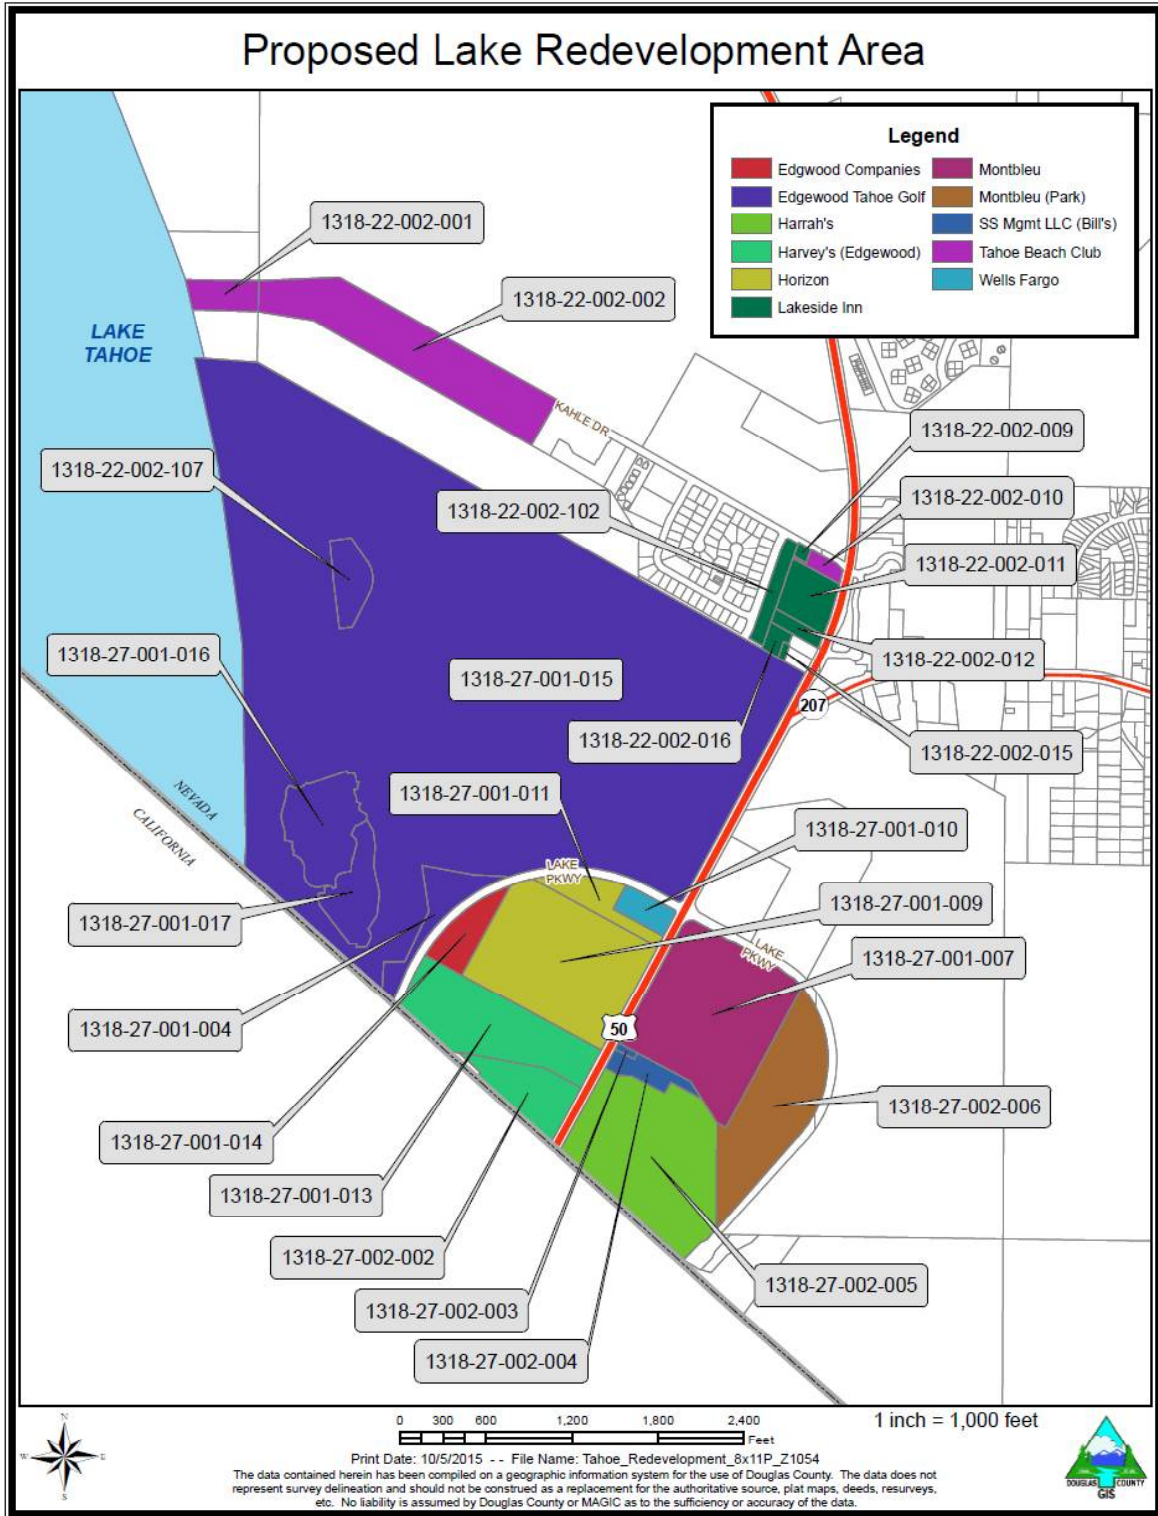 Proposed Lake Redevelopment Area
Legend
Edgwood Companies
Edgewood Tahoe Golf
Harrah's
Harvey's (Edgewood)
Horizon
Lakeside Inn
Montbleu
Montbleu (Park)
SS Mgmt LLC (Bill's)
Tahoe Beach Club
Wells Fargo
1318-22-002-001
1318-22-002-002
LAKE
TAHOE
KAHLE DR
1318-22-002-009
1318-22-002-107
1318-22-002-010
1318-22-002-102
1318-22-002-011
1318-27-001-016
1318-22-002-012
1318-27-001-015
207
1318-22-002-016
1318-22-002-015
NEVADA
CALIFORNIA
1318-27-001-011
1318-27-001-010
LAKE
PKWY
1318-27-001-009
1318-27-001-017
LAKE
PKWY
1318-27-001-007
1318-27-001-004
50
1318-27-002-006
1318-27-001-014
1318-27-001-013
1318-27-002-002
1318-27-002-005
1318-27-002-003
1318-27-002-004
N
W
E
S
0 300 600 1,200 1,800 2,400
Feet
1 inch = 1,000 feet
Print Date: 10/5/2015 -- File Name: Tahoe_Redevelopment_8x11P_Z1054
The data contained herein has been compiled on a geographic information system for the use of Douglas County. The data does not
represent survey delineation and should not be construed as a replacement for the authoritative source, plat maps, deeds, resurveys,
etc. No liability is assumed by Douglas County or MAGIC as to the sufficiency or accuracy of the data.
DOUGLAS COUNTY
GIS